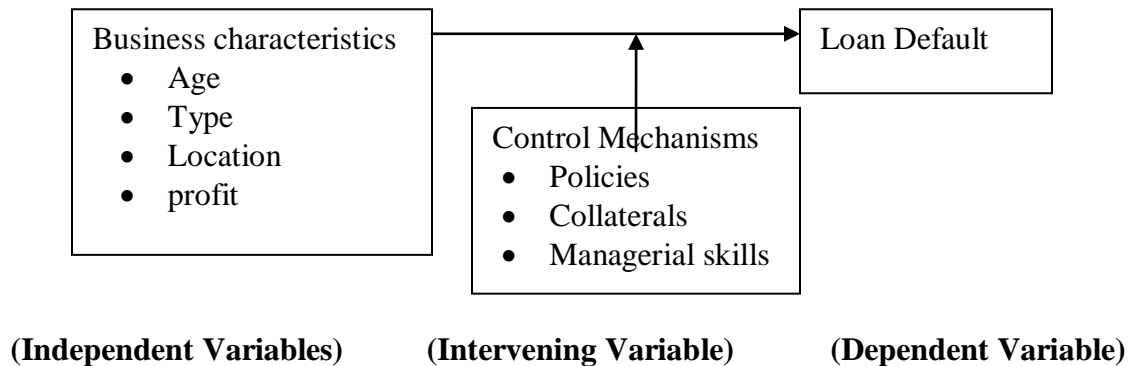 Business characteristics
• Age
• Type
• Location
• profit
Loan Default
Control Mechanisms
• Policies
• Collaterals
• Managerial skills
(Independent Variables)
(Intervening Variable)
(Dependent Variable)